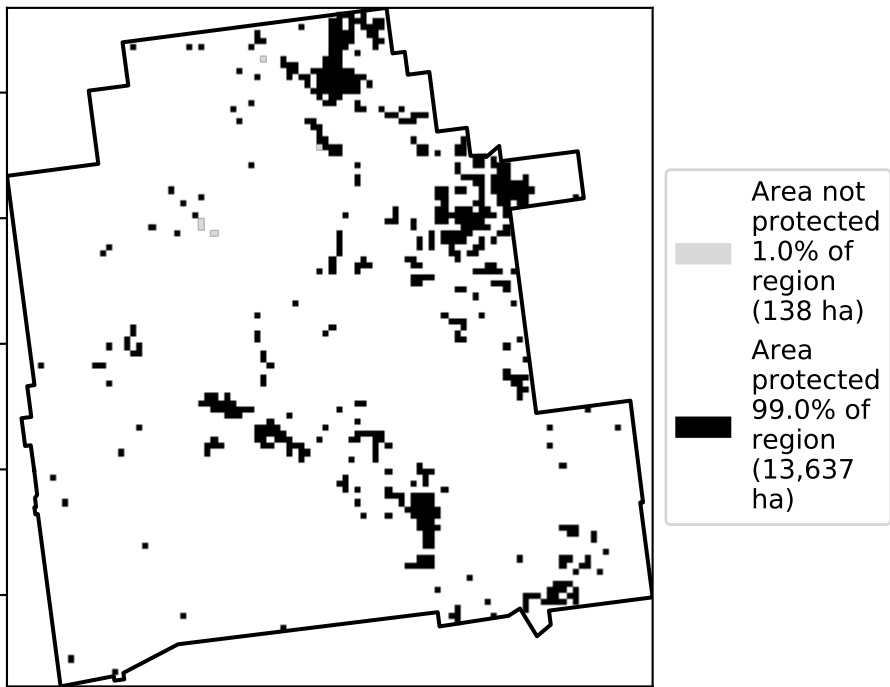 Area not
protected
1.0% of
region
(138 ha)
Area
protected
99.0% of
region
(13,637
ha)